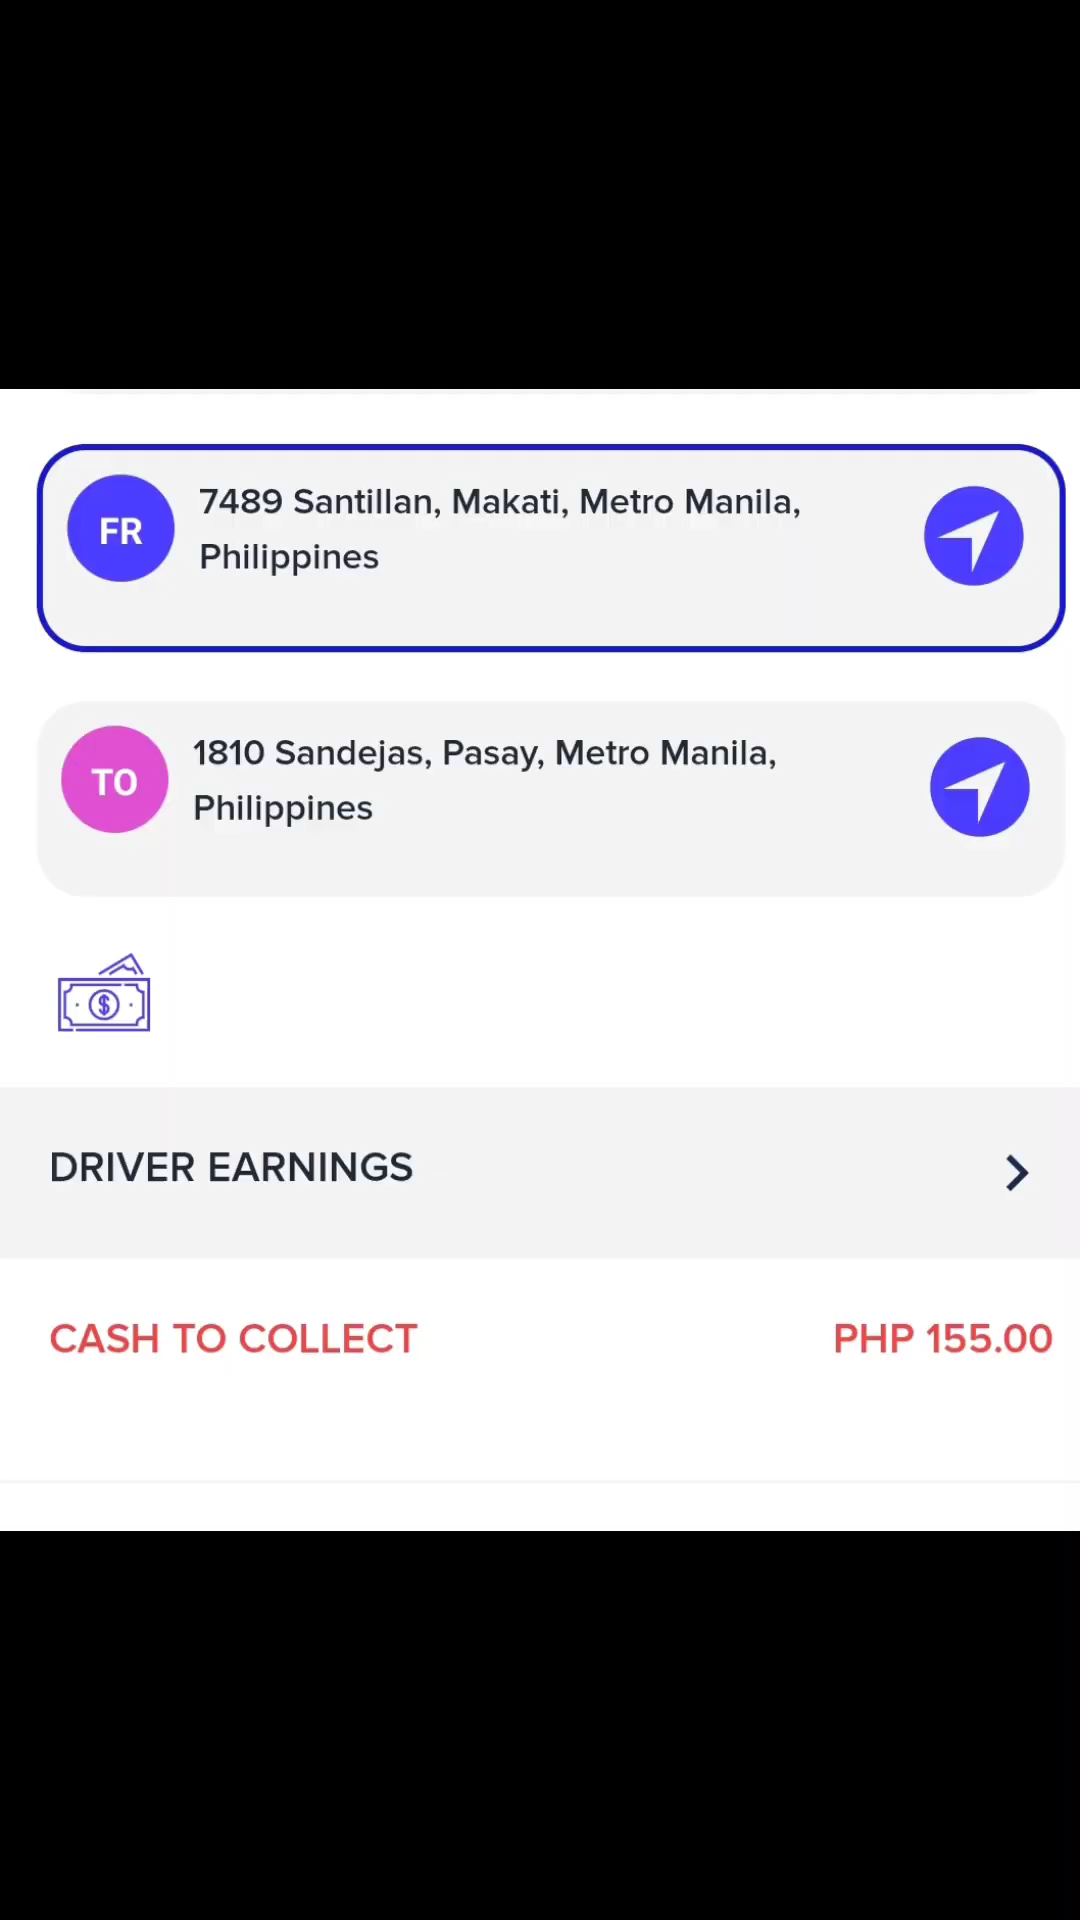 FR
7489 Santillan, Makati, Metro Manila,
Philippines
TO
1810 Sandejas, Pasay, Metro Manila,
Philippines
$
DRIVER EARNINGS
CASH TO COLLECT PHP 155.00